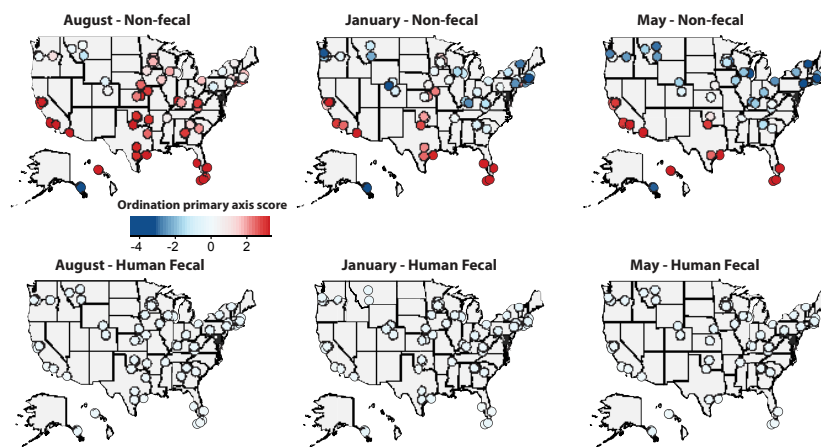 August - Non-fecal
January - Non-fecal
May - Non-fecal
Ordination primary axis score
-4 -2 0 2
August - Human Fecal
January - Human Fecal
May - Human Fecal